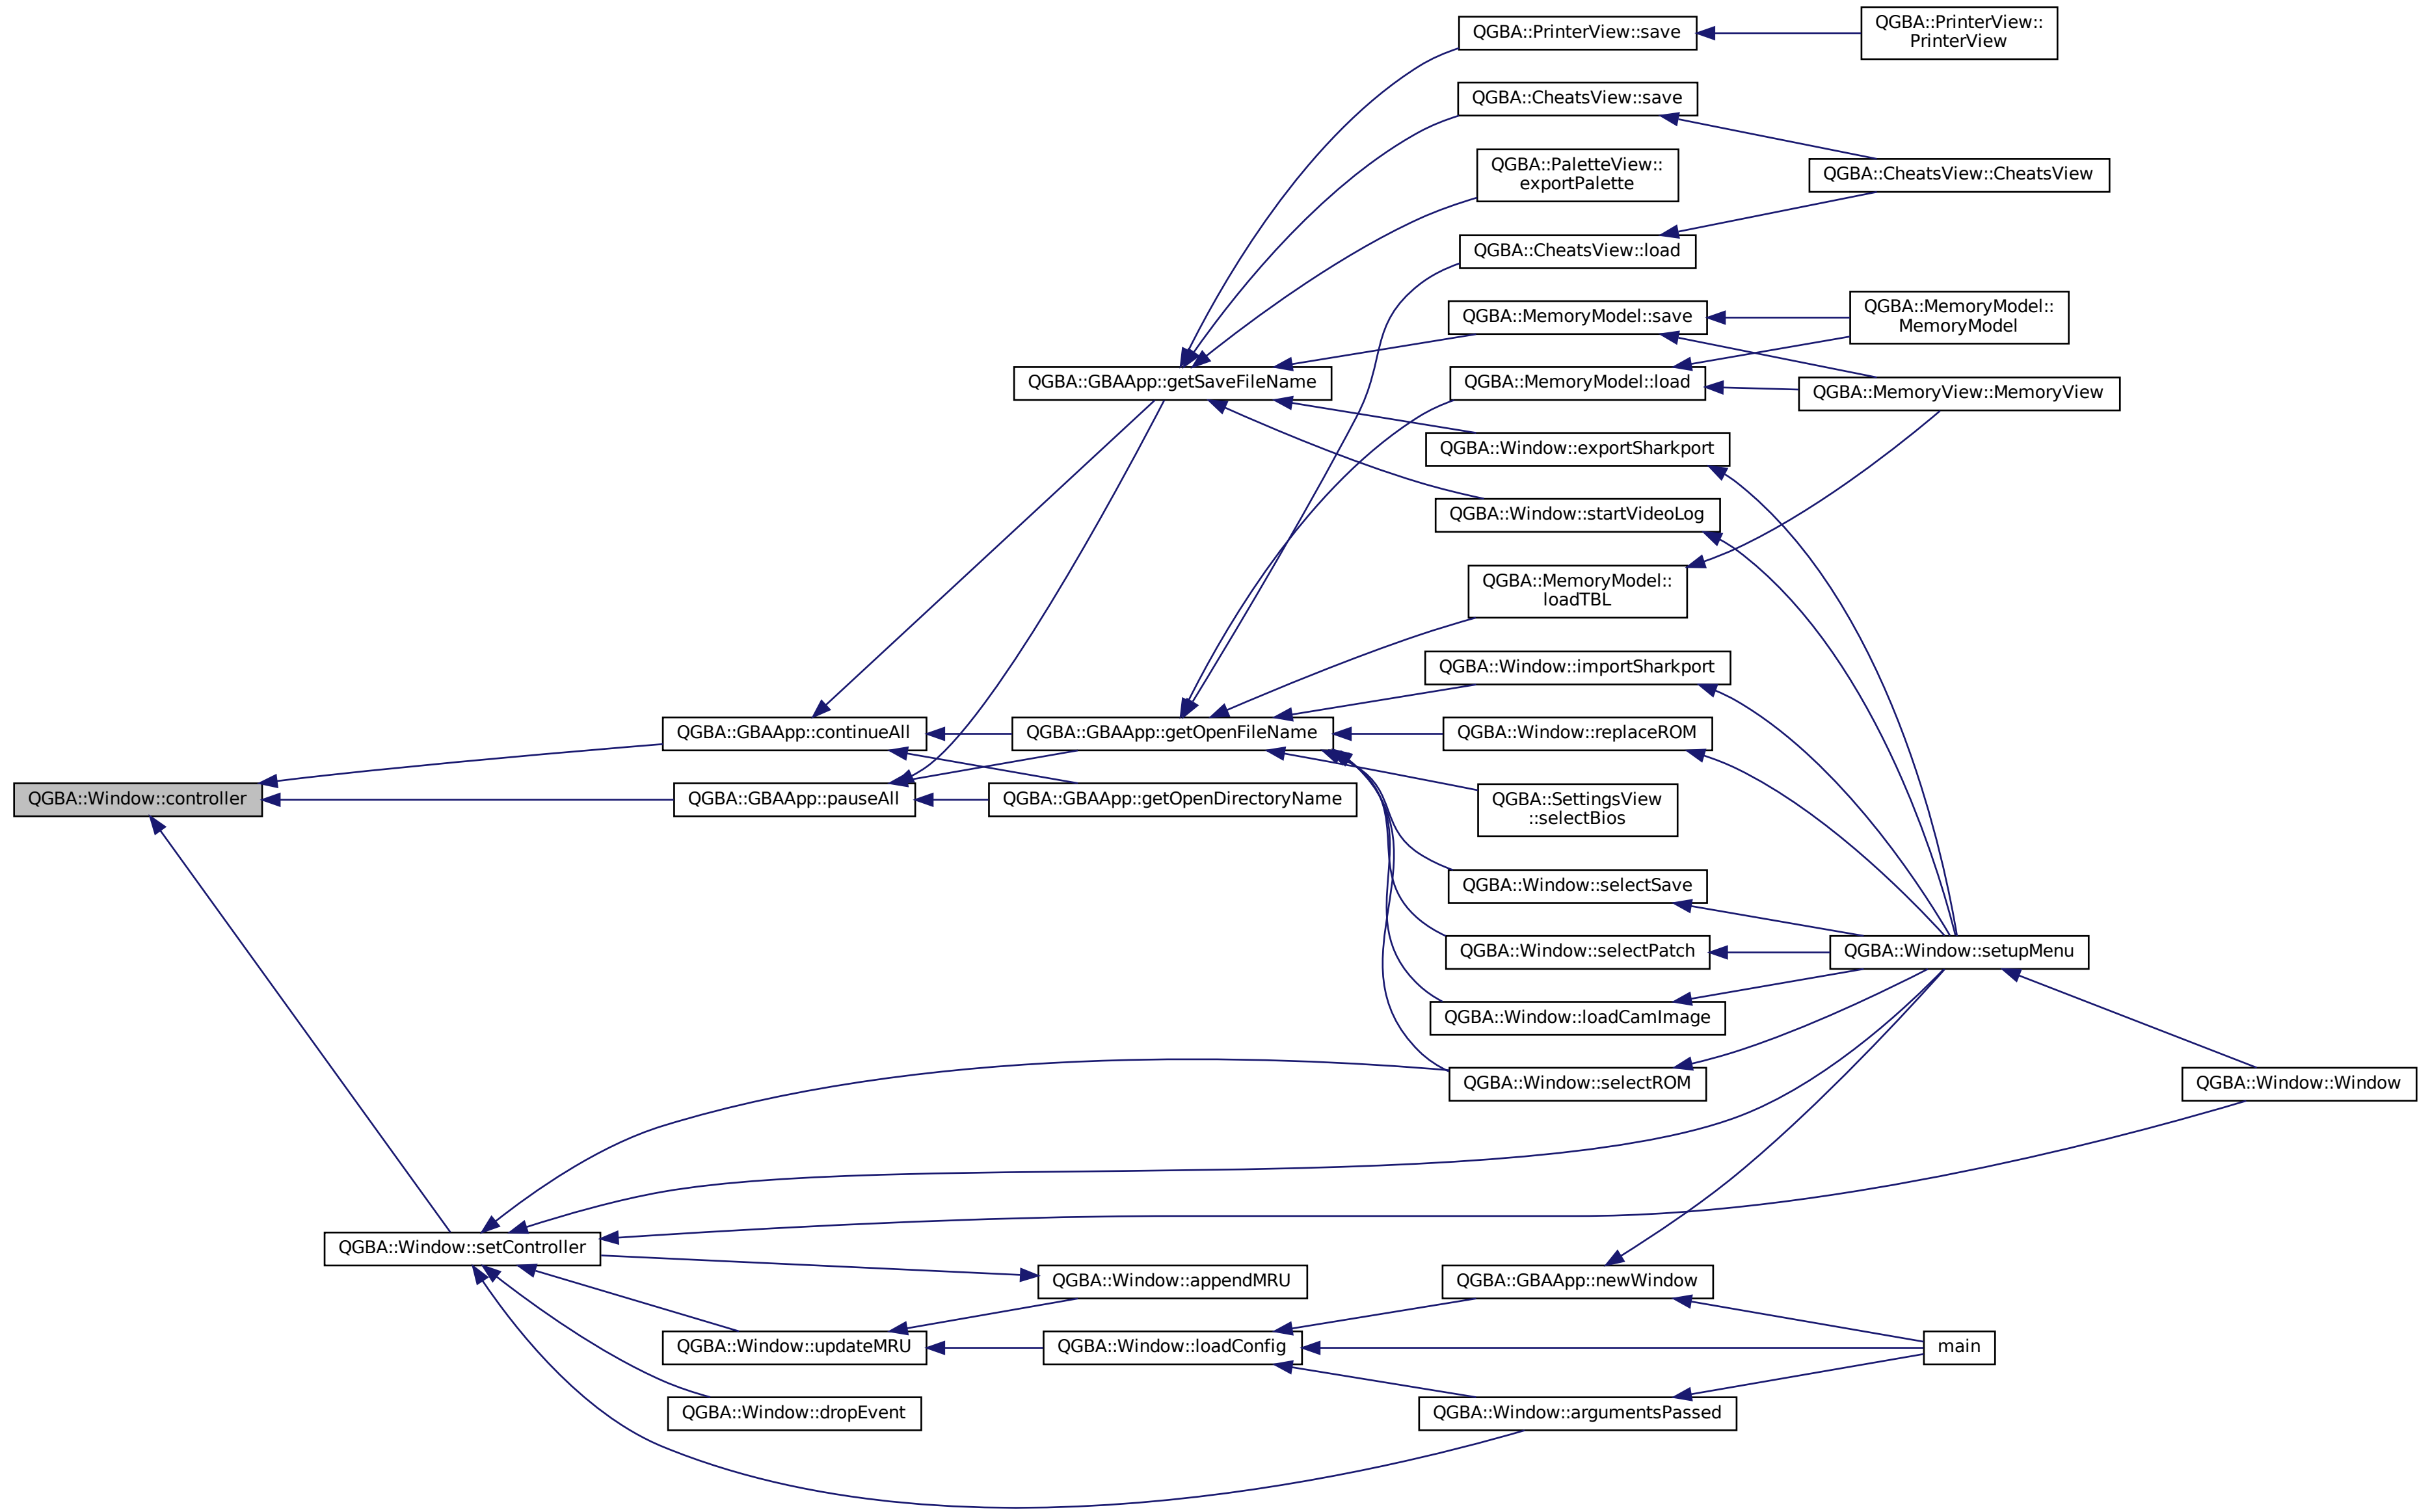 QGBA::PrinterView::save
QGBA::PrinterView::
PrinterView
QGBA::CheatsView::save
QGBA::PaletteView::
exportPalette
QGBA::CheatsView::CheatsView
QGBA::CheatsView::load
QGBA::MemoryModel::save
QGBA::MemoryModel::
MemoryModel
QGBA::GBAApp::getSaveFileName
QGBA::MemoryModel::load
QGBA::MemoryView::MemoryView
QGBA::Window::exportSharkport
QGBA::Window::startVideoLog
QGBA::MemoryModel::
loadTBL
QGBA::Window::importSharkport
QGBA::GBAApp::continueAll
QGBA::GBAApp::getOpenFileName
QGBA::Window::replaceROM
QGBA::Window::controller
QGBA::GBAApp::pauseAll
QGBA::GBAApp::getOpenDirectoryName
QGBA::SettingsView
::selectBios
QGBA::Window::selectSave
QGBA::Window::selectPatch
QGBA::Window::setupMenu
QGBA::Window::loadCamImage
QGBA::Window::selectROM
QGBA::Window::Window
QGBA::Window::setController
QGBA::Window::appendMRU
QGBA::GBAApp::newWindow
QGBA::Window::updateMRU
QGBA::Window::loadConfig
main
QGBA::Window::dropEvent
QGBA::Window::argumentsPassed